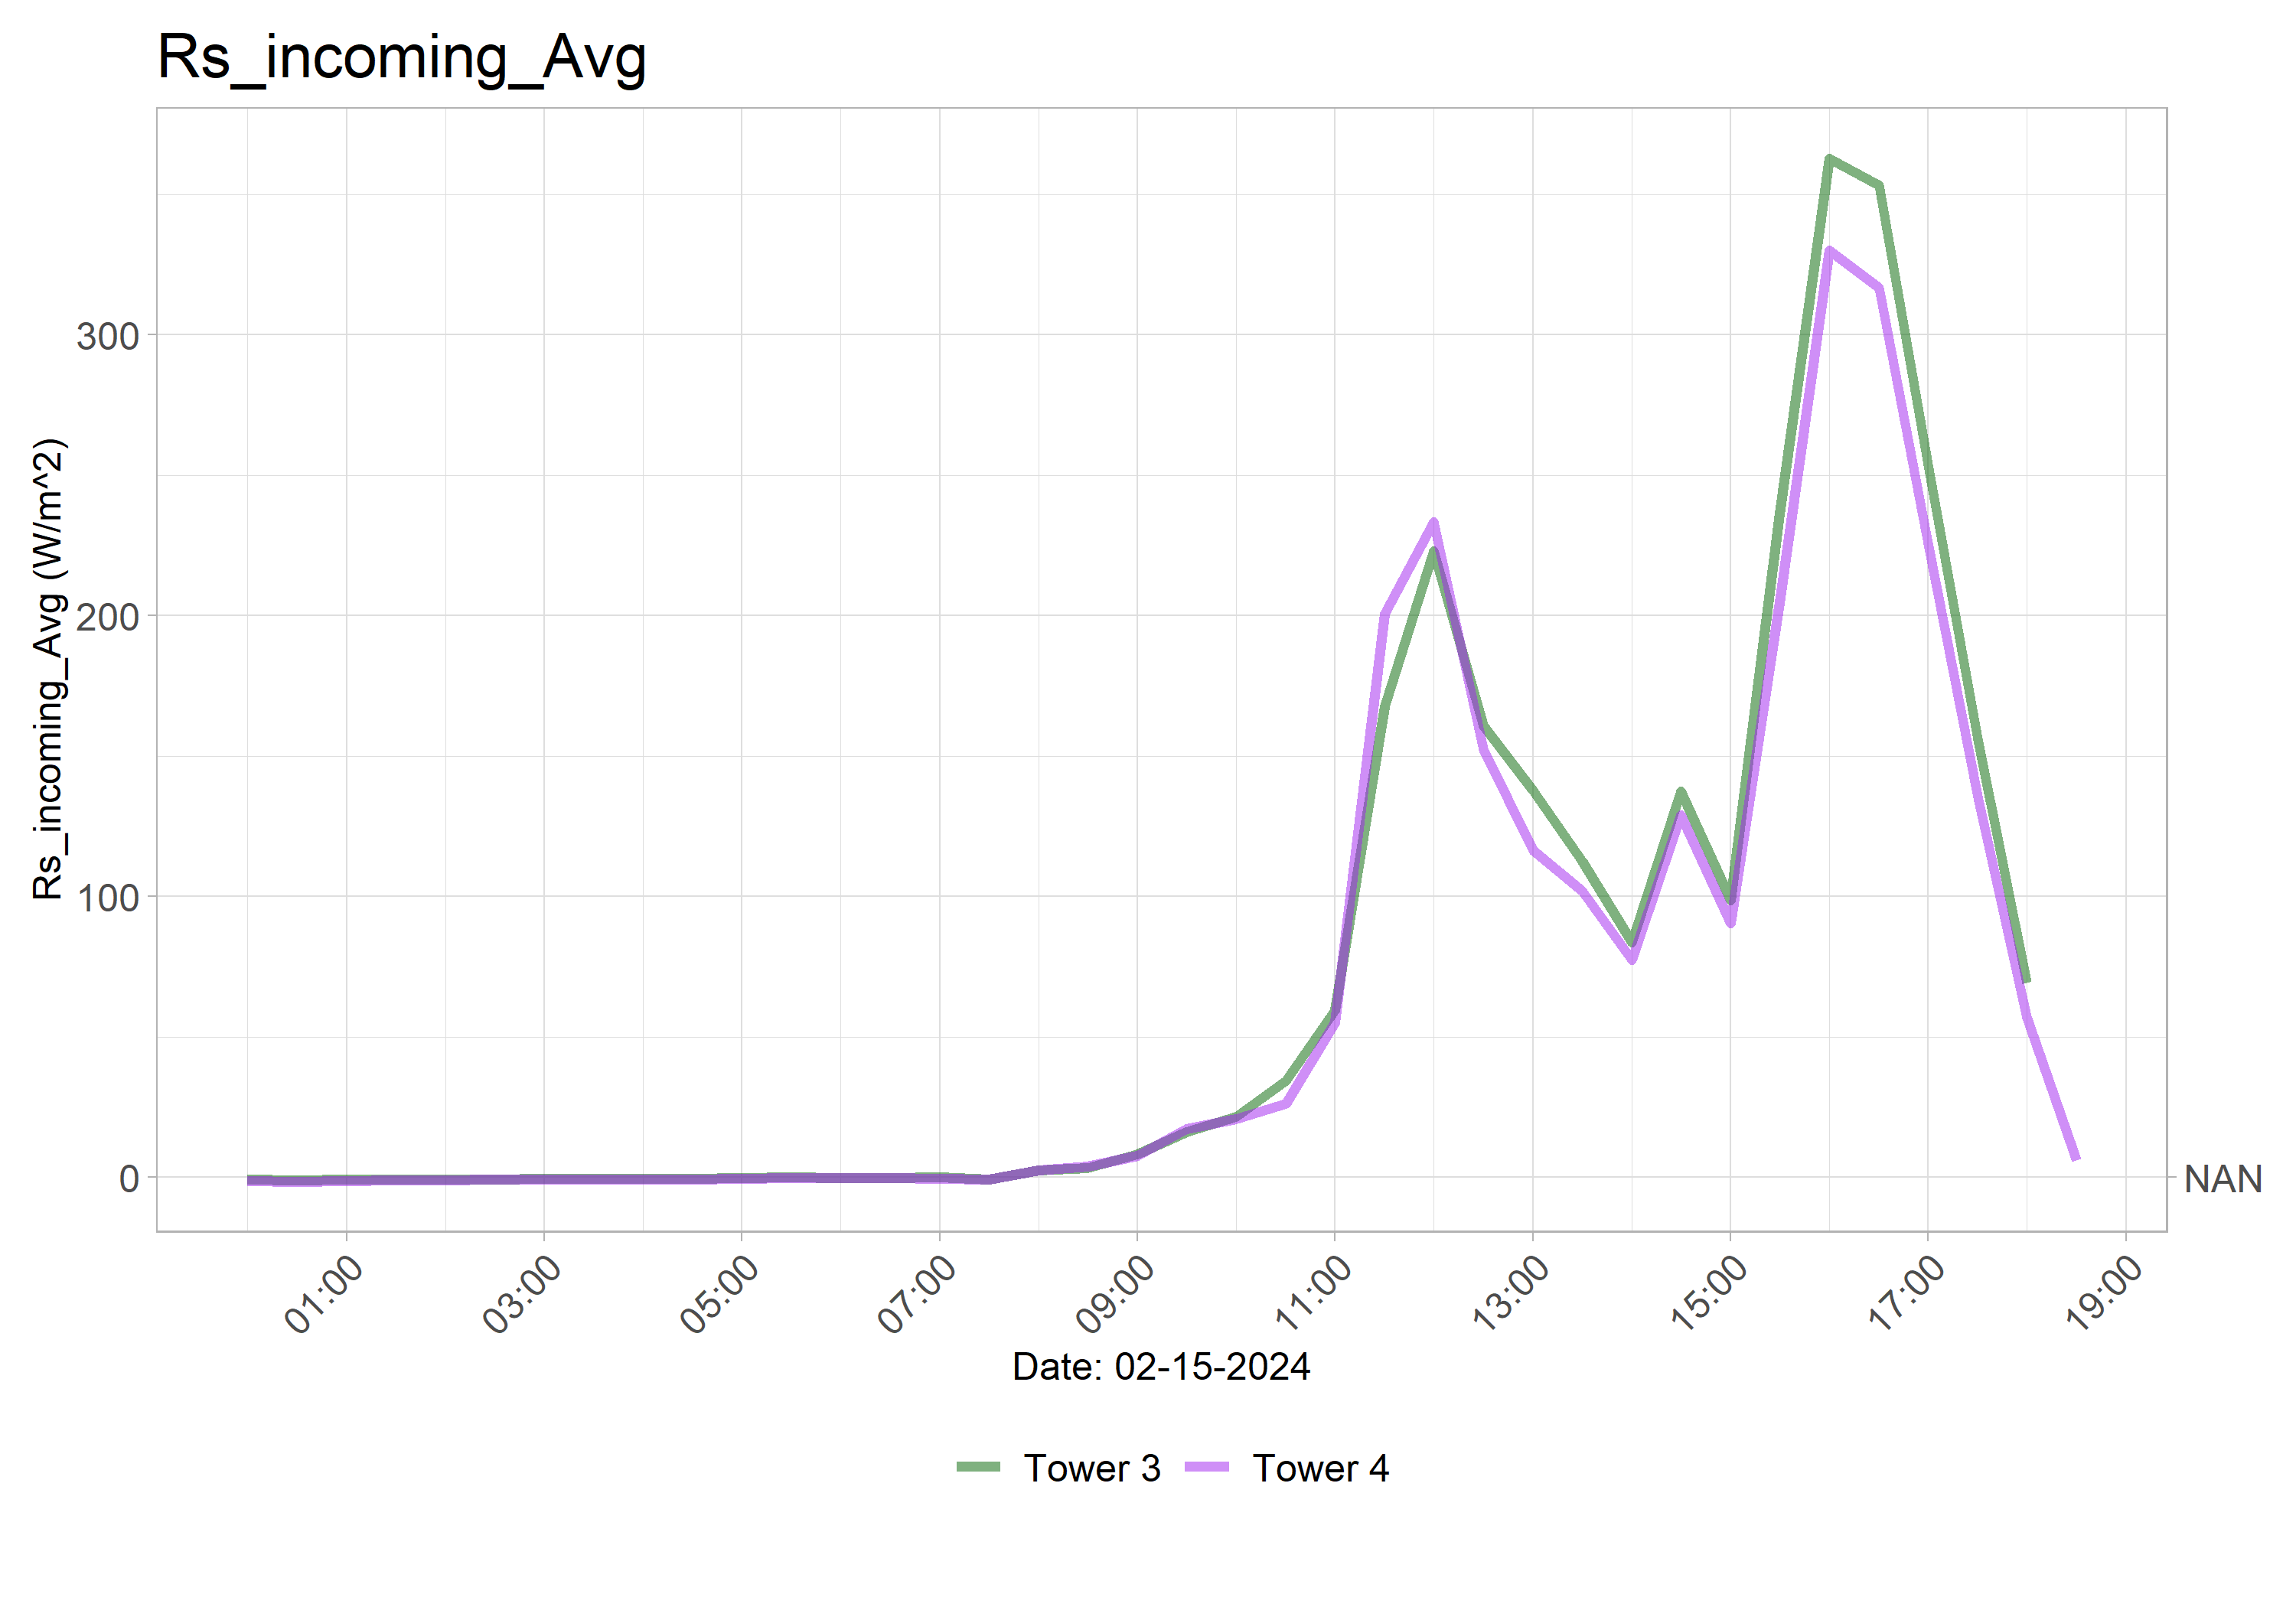 Rs_incoming_Avg
Rs_incoming_Avg (W/m^2)
300
200
100
0
NAN
01:00
03:00
05:00
07:00
09:00
11:00
13:00
15:00
17:00
19:00
Date: 02-15-2024
Tower 3
Tower 4